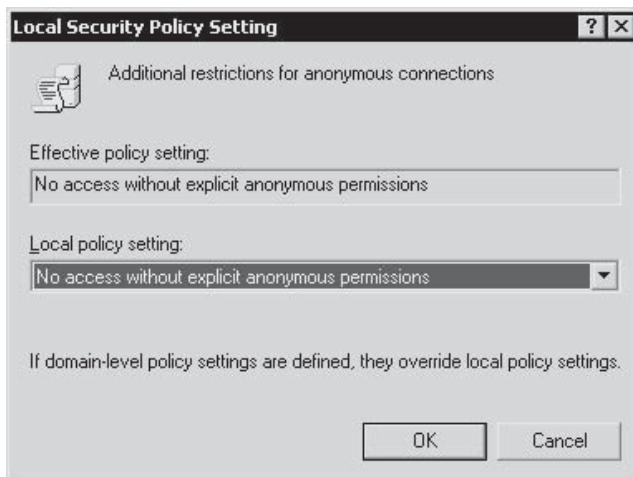 Local Security Policy Setting
Additional restrictions for anonymous connections
Effective policy setting:
No access without explicit anonymous permissions
Local policy setting:
No access without explicit anonymous permissions
If domain-level policy settings are defined, they override local policy settings.
OK Cancel